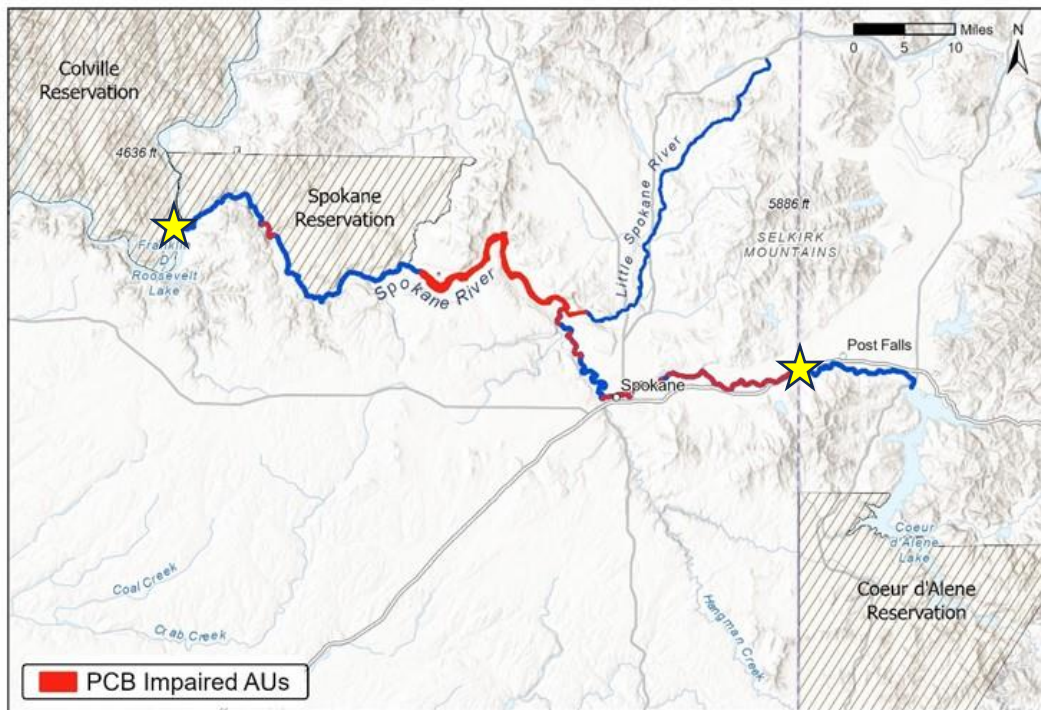 Miles
N
0 5 10
Colville
Reservation
4636 ft
Spokane
Reservation
Little Spokane River
5886 ft
SELKIRK
MOUNTAINS
Franklin
D
Roosevelt
Lake
Spokane River
Post Falls
Spokane
Coeur
d'Alene
Lake
Coeur d'Alene
Reservation
Coal Creek
Crab Creek
Hangman Creek
PCB Impaired AUs